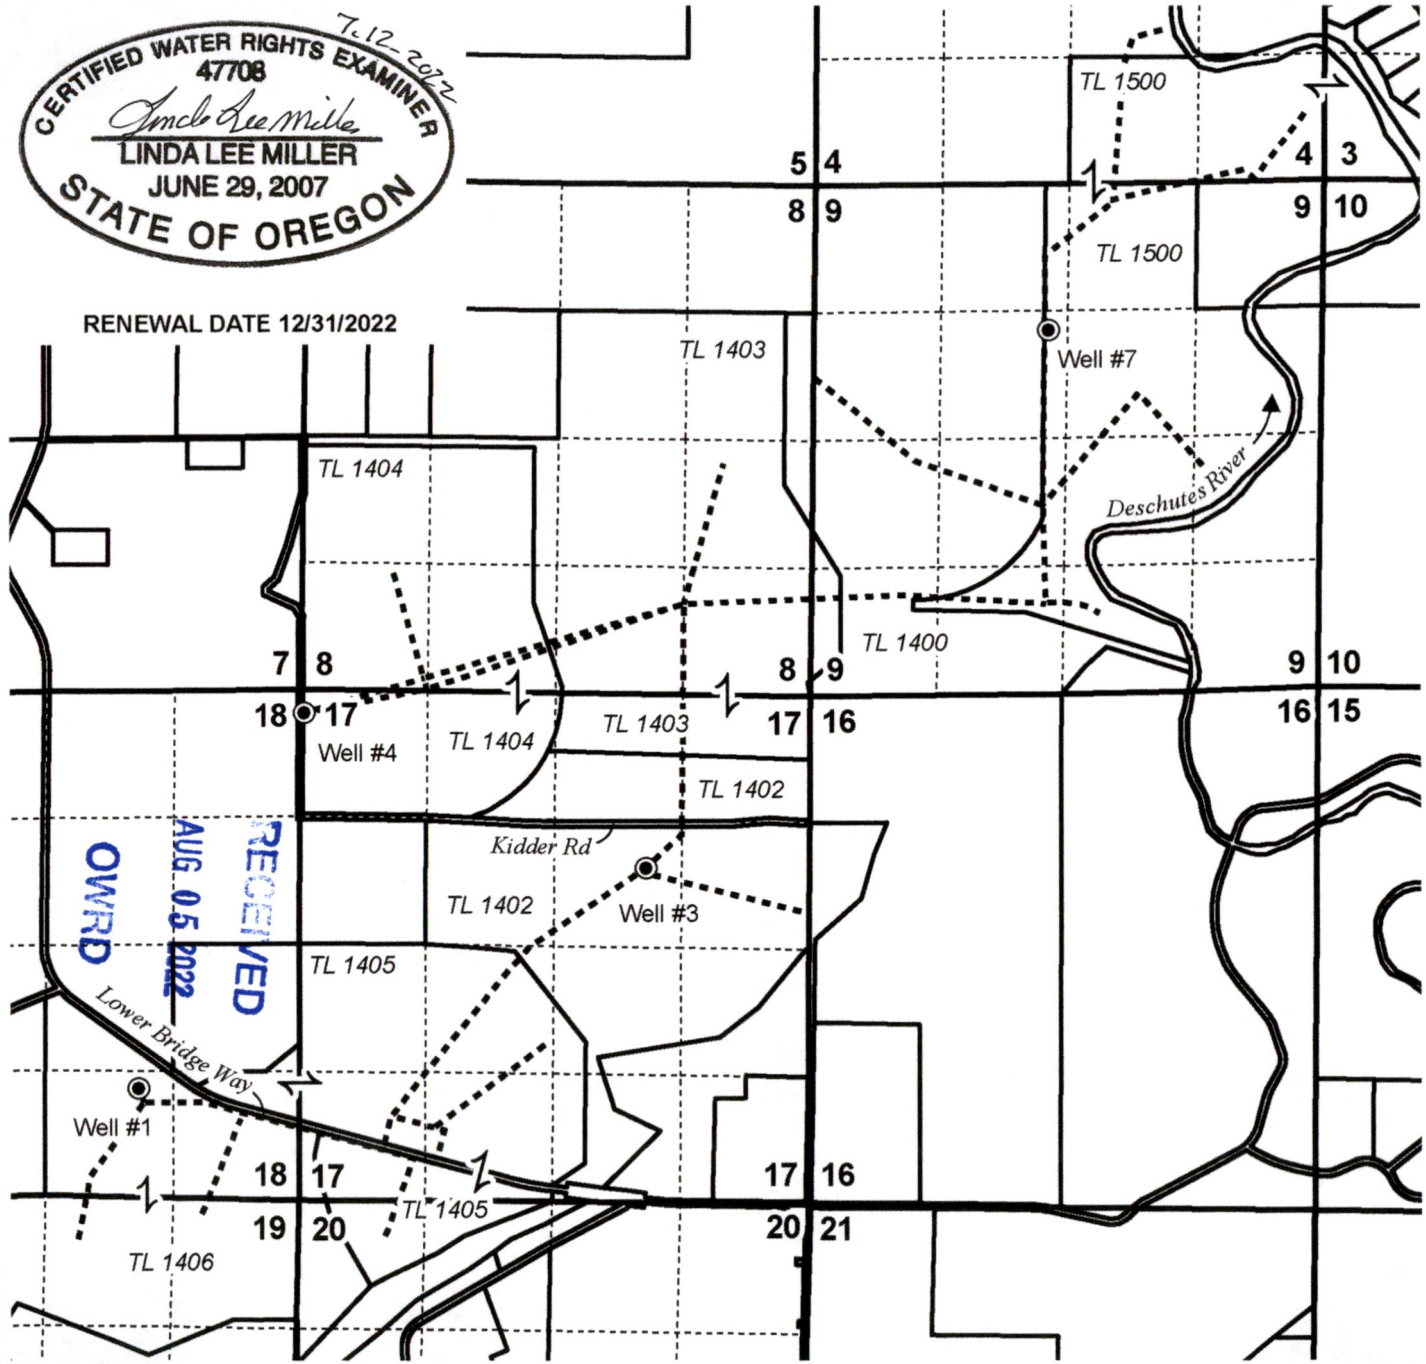 7-12-2022
CERTIFIED WATER RIGHTS EXAMINER
47708
Linda Lee Miller
LINDA LEE MILLER
JUNE 29, 2007
STATE OF OREGON
RENEWAL DATE 12/31/2022
TL 1500
5 4
4 3
8 9
9 10
TL 1500
TL 1403
Well #7
TL 1404
Deschutes River
TL 1400
7 8
8 9
9 10
18 17
TL 1403
17 16
16 15
Well #4
TL 1404
TL 1402
Kidder Rd
RECEIVED
AUG 05 2022
OWRD
TL 1402
Well #3
TL 1405
Lower Bridge Way
Well #1
18 17
17 16
TL 1405
19 20
20 21
TL 1406